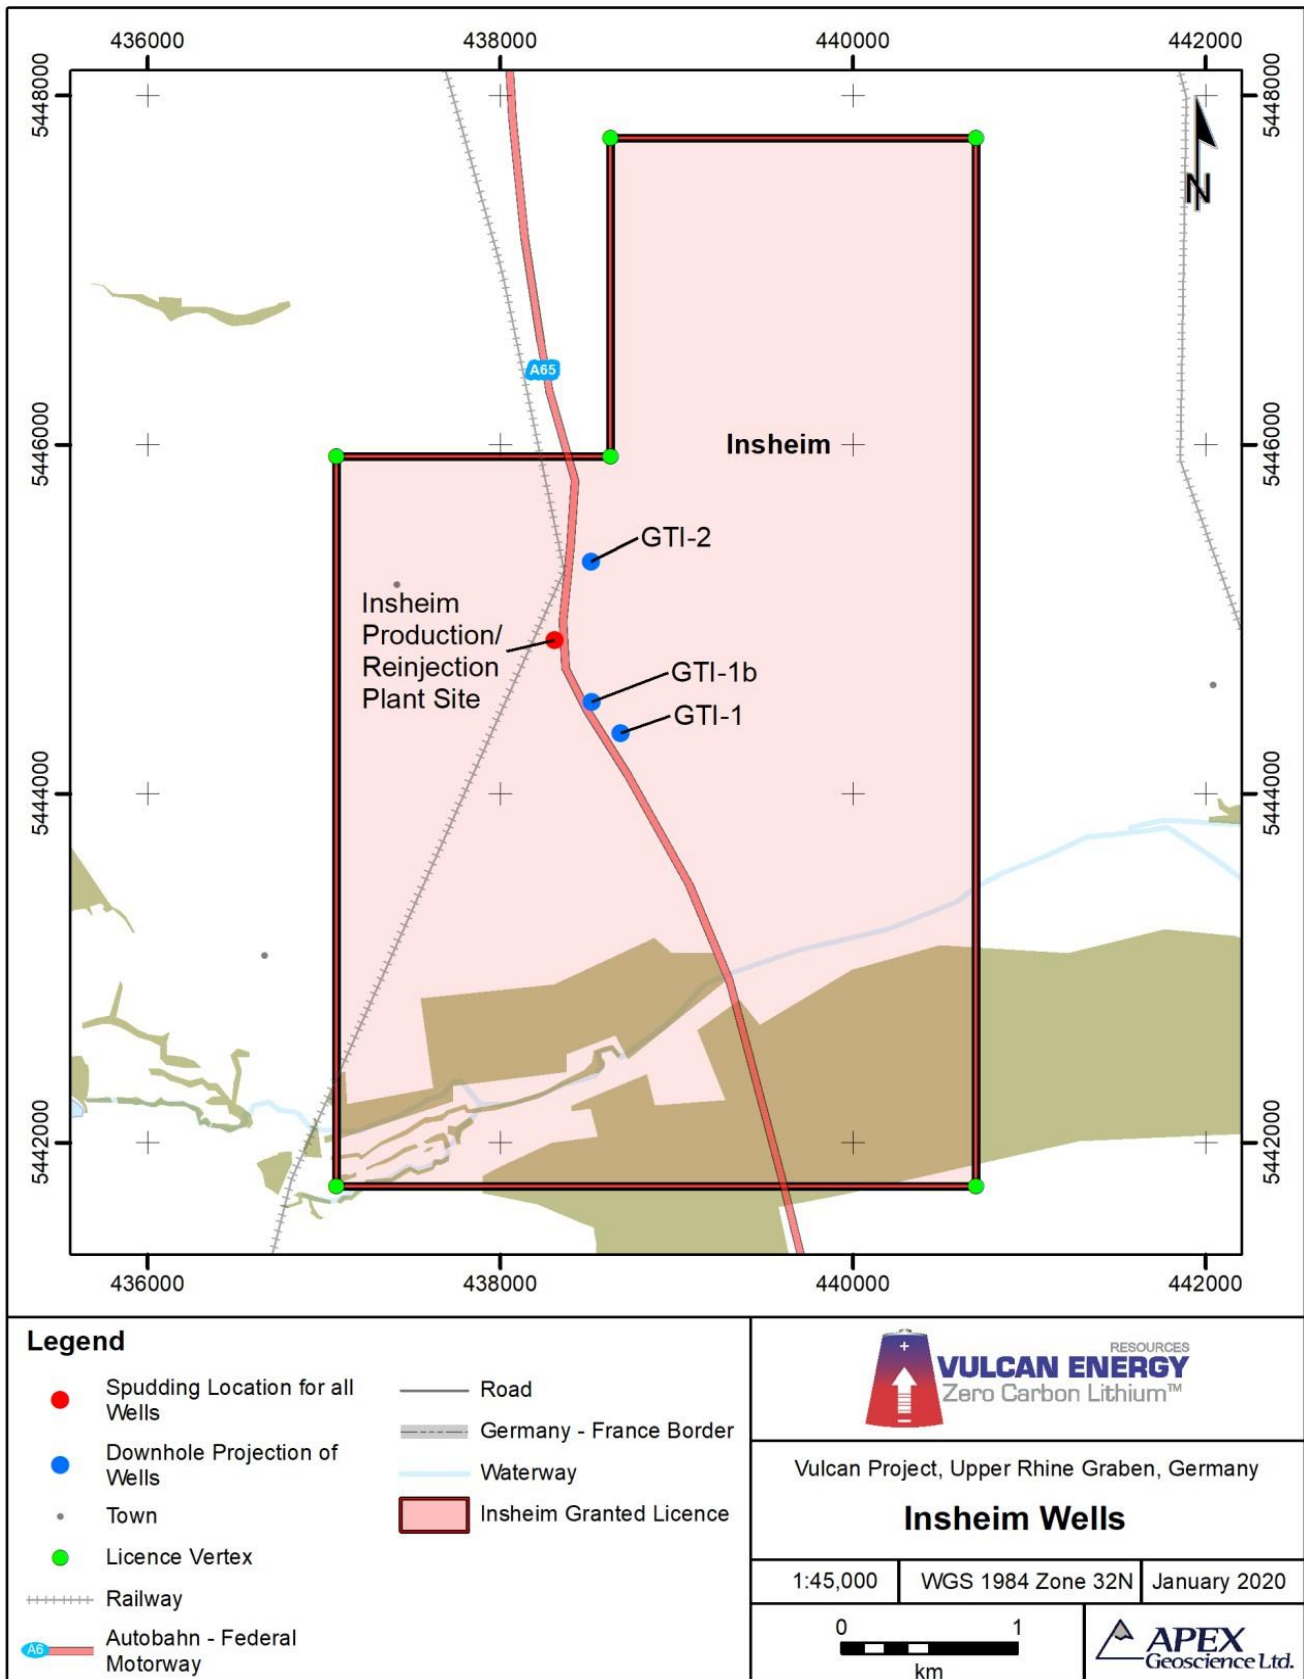 436000
438000
440000
442000
5448000
5448000
N
A65
5446000
Insheim
5446000
GTI-2
Insheim
Production/
Reinjection
Plant Site
GTI-1b
GTI-1
5444000
5444000
5442000
5442000
436000
438000
440000
442000
Legend
Spudding Location for all
Wells
Downhole Projection of
Wells
Town
Licence Vertex
Railway
A6
Autobahn - Federal
Motorway
Road
Germany - France Border
Waterway
Insheim Granted Licence
RESOURCES
VULCAN ENERGY
Zero Carbon Lithium™
Vulcan Project, Upper Rhine Graben, Germany
Insheim Wells
1:45,000
WGS 1984 Zone 32N
January 2020
0
1
km
APEX
Geoscience Ltd.